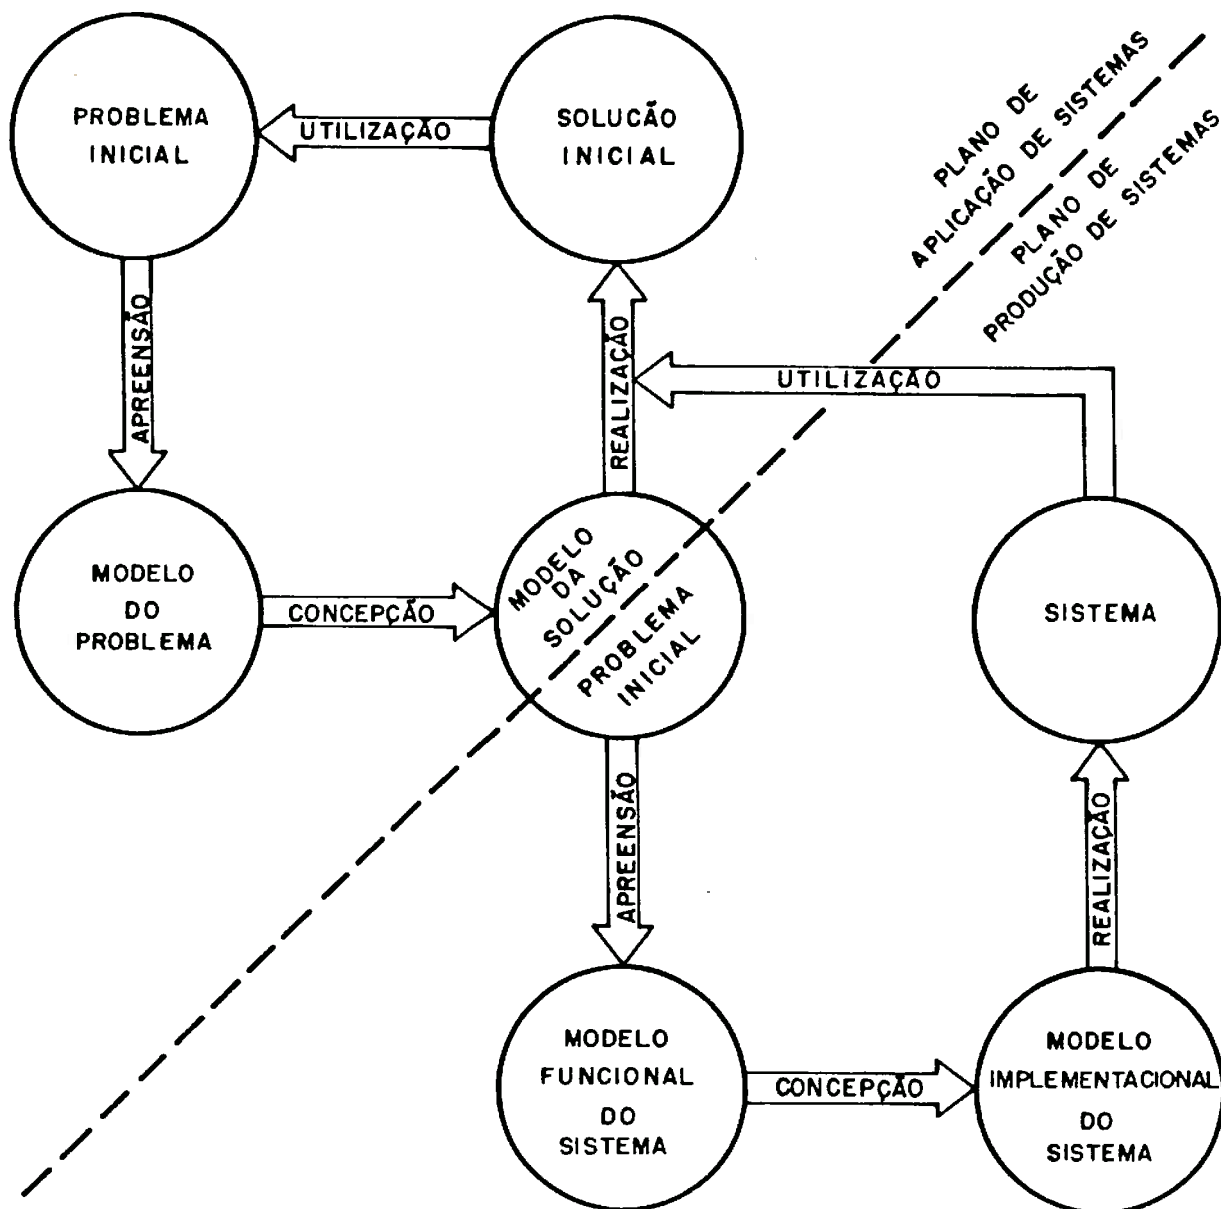 PROBLEMA
INICIAL
UTILIZAÇÃO
SOLUCÃO
INICIAL
PLANO DE
APLICAÇÃO DE SISTEMAS
PLANO DE
PRODUÇÃO DE SISTEMAS
APREENSÃO
REALIZAÇÃO
UTILIZAÇÃO
MODELO
DO
PROBLEMA
CONCEPÇÃO
MODELO
DA
SOLUÇÃO
PROBLEMA
INICIAL
SISTEMA
APREENSÃO
REALIZAÇÃO
MODELO
FUNCIONAL
DO
SISTEMA
CONCEPÇÃO
MODELO
IMPLEMENTACIONAL
DO
SISTEMA